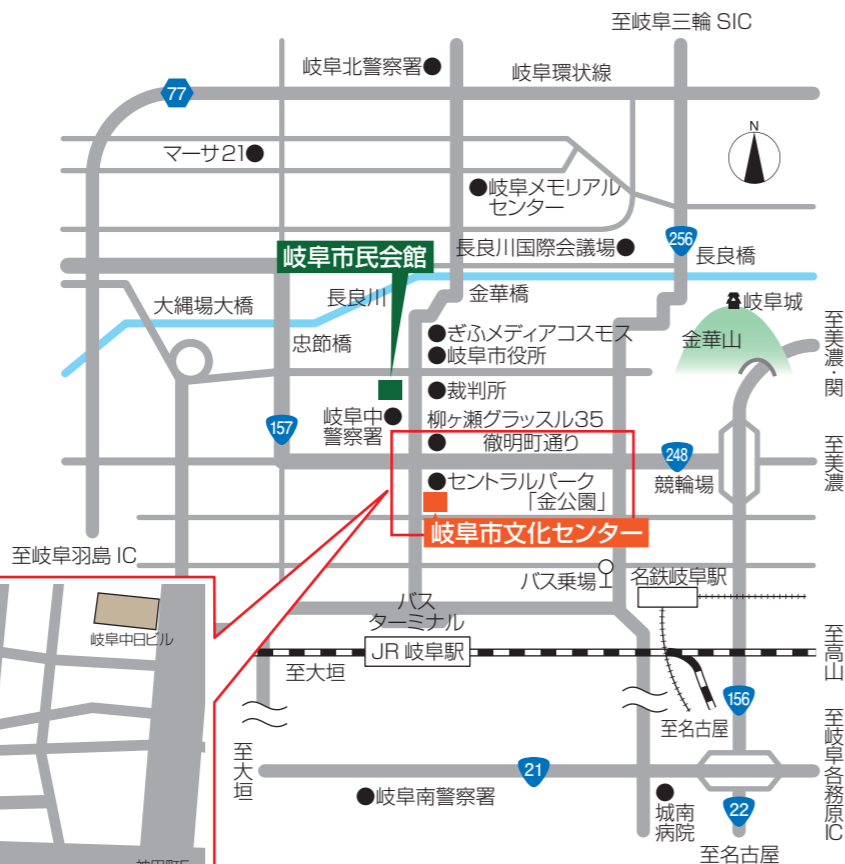 至岐阜三輪 SIC
岐阜北警察署
岐阜環状線
77
マーサ21
N
岐阜メモリアル
センター
256
長良川国際会議場
長良橋
岐阜市民会館
長良川
金華橋
岐阜城
大縄場大橋
忠節橋
ぎふメディアコスモス
岐阜市役所
金華山
至美濃・関
裁判所
岐阜中
警察署
柳ヶ瀬グラッスル35
157
徹明町通り
248
至美濃
セントラルパーク
「金公園」
競輪場
岐阜市文化センター
至岐阜羽島 IC
バス乗場
名鉄岐阜駅
バス
ターミナル
岐阜中日ビル
JR 岐阜駅
至大垣
至高山
156
至名古屋
至大垣
21
至岐阜各務原IC
岐阜南警察署
城南
病院
22
至名古屋